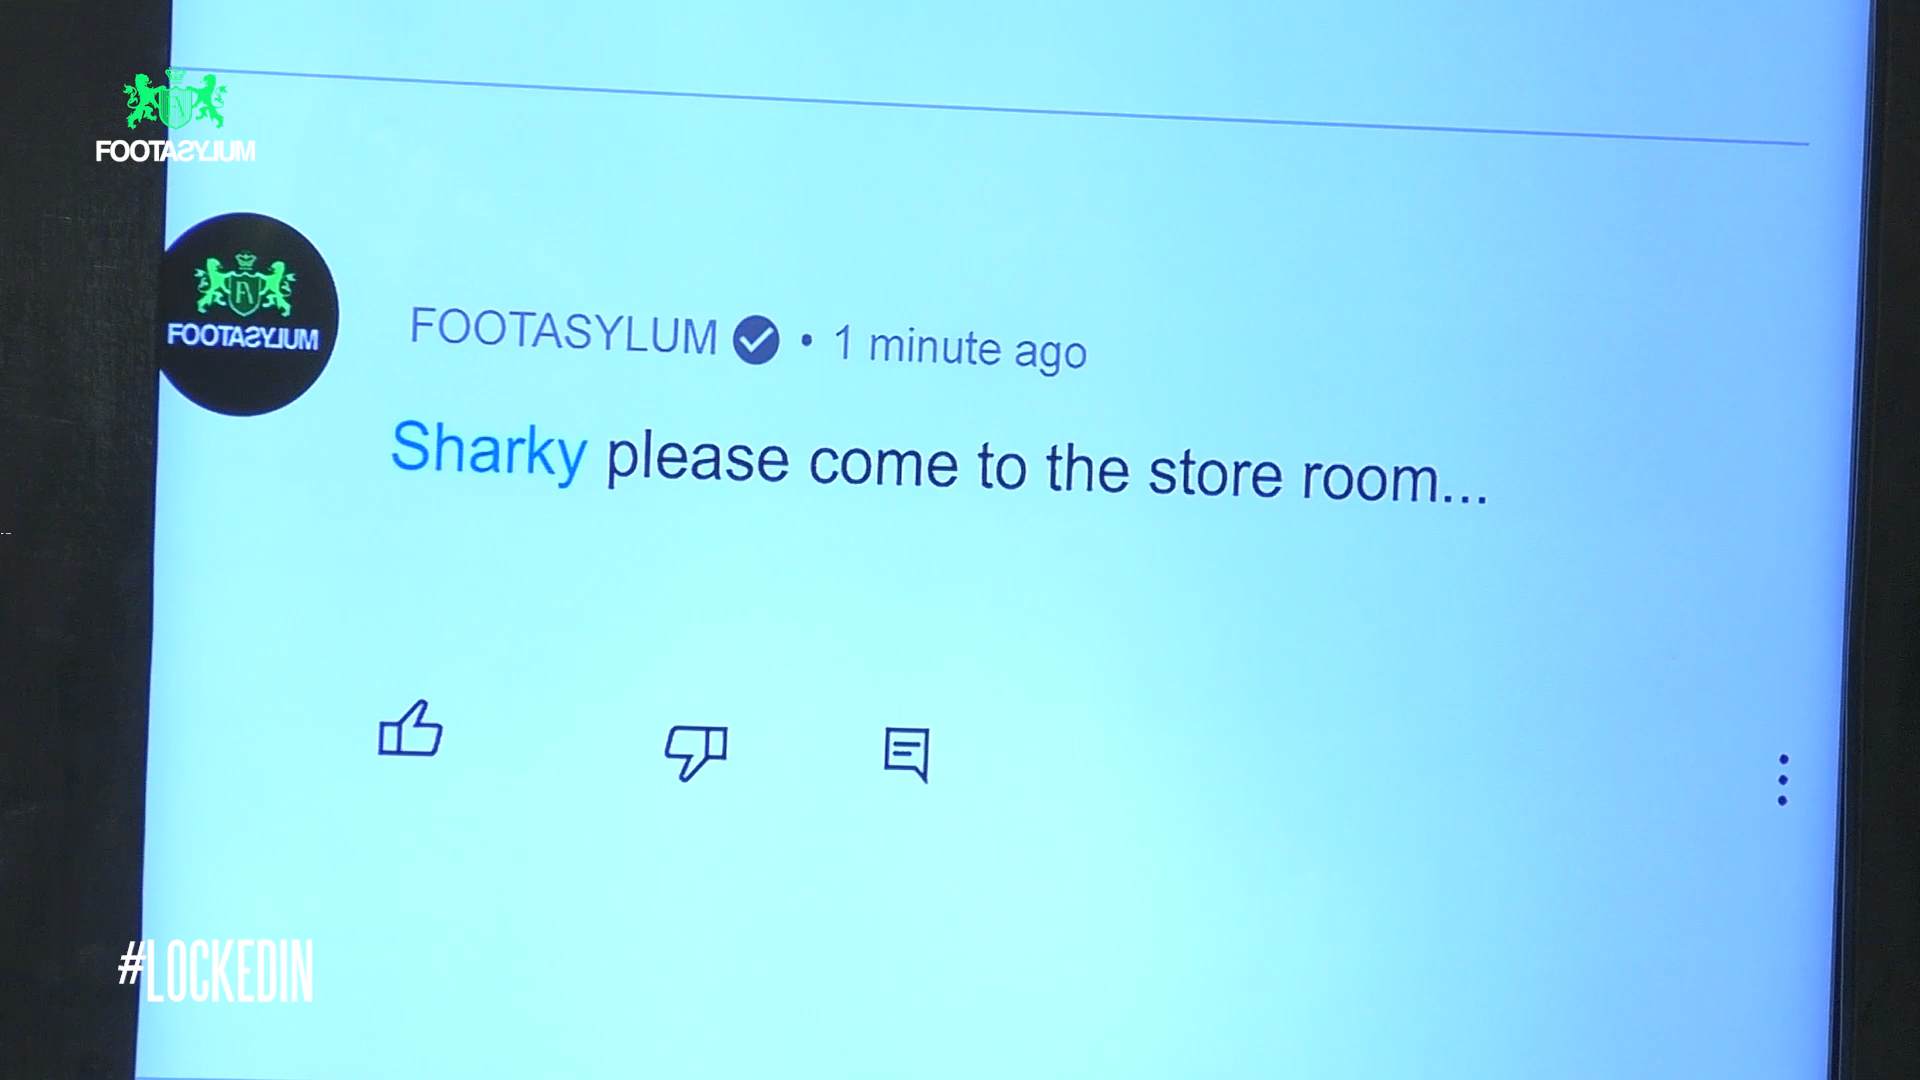 FOOTASYLUM
FOOTASYLUM
FOOTASYLUM • 1 minute ago
Sharky please come to the store room...
#LOCKEDIN